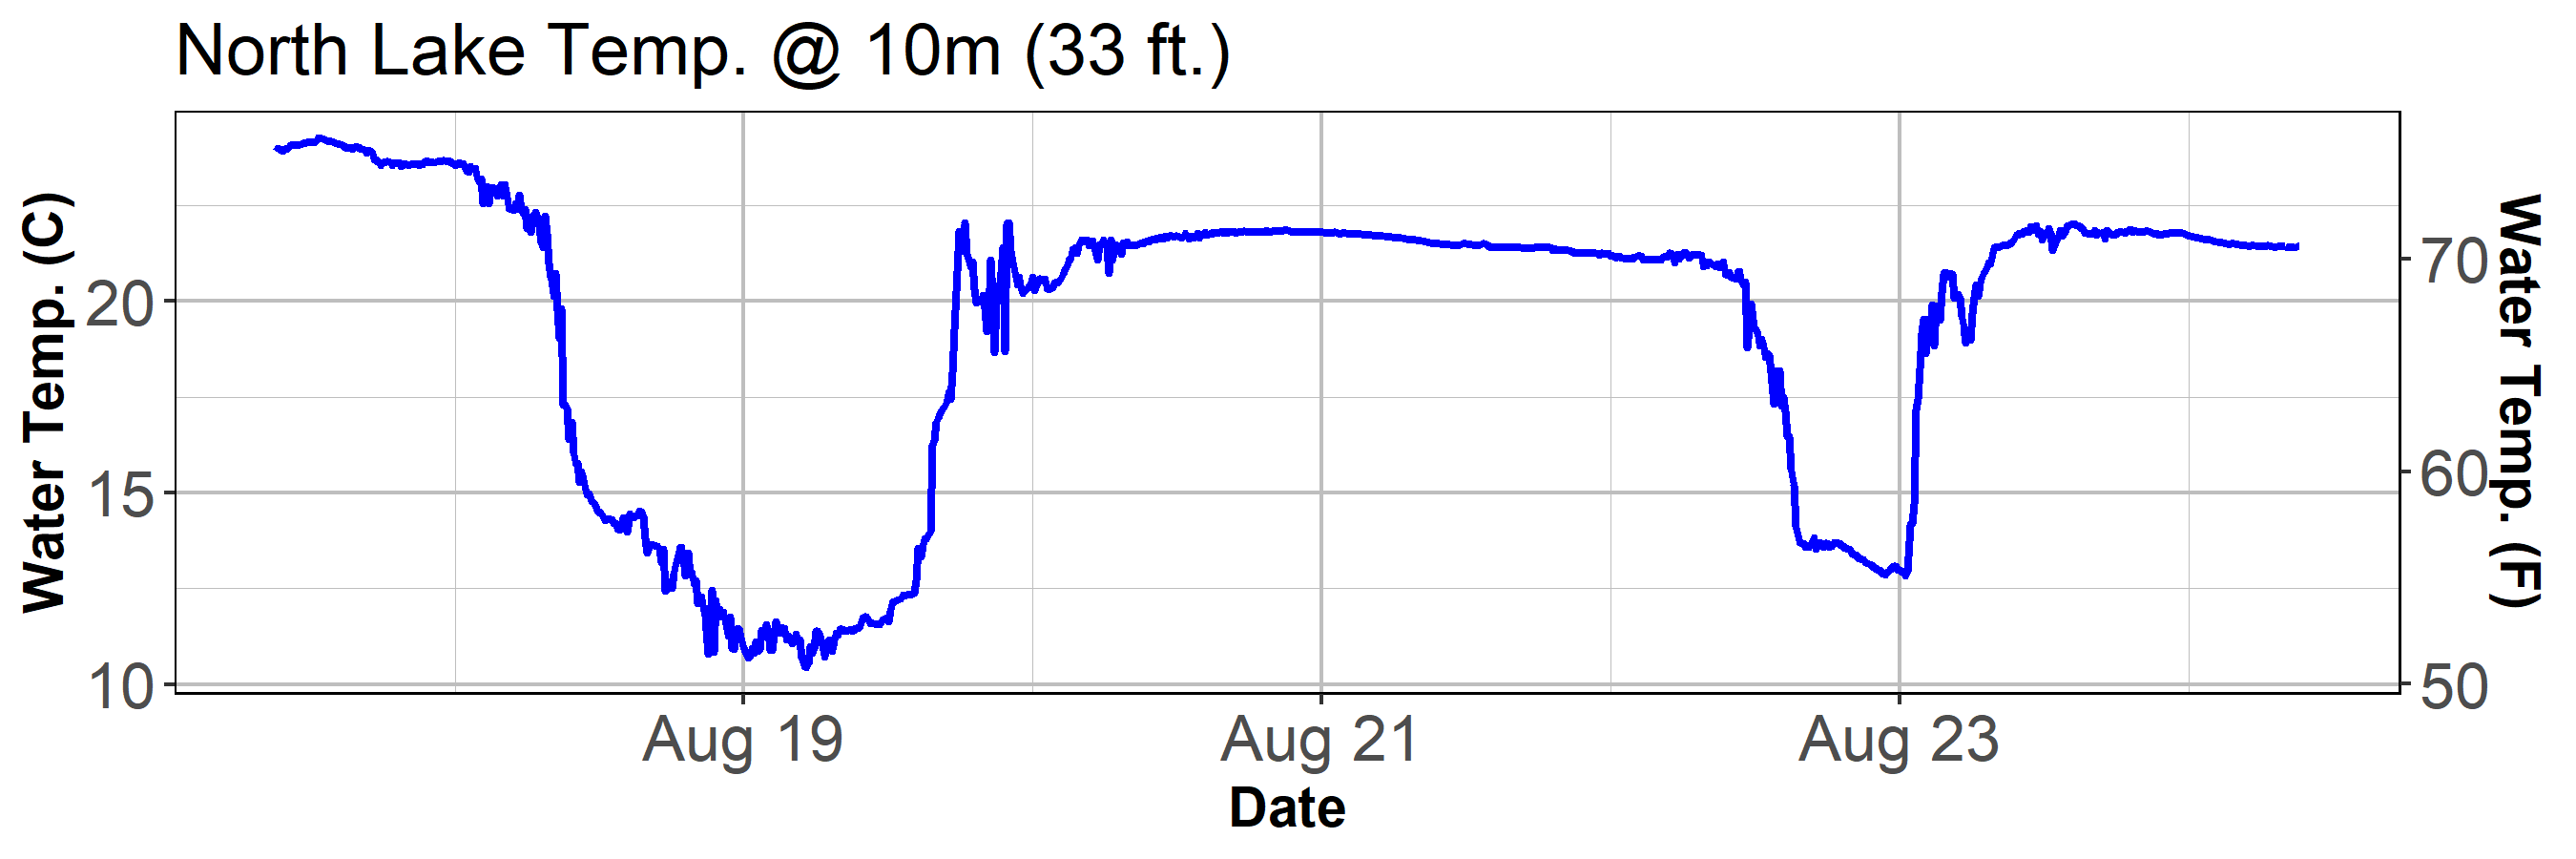 North Lake Temp. @ 10m (33 ft.)
Water Temp. (C)
20
15
10
70
60
50
Water Temp. (F)
Aug 19 Aug 21 Aug 23
Date